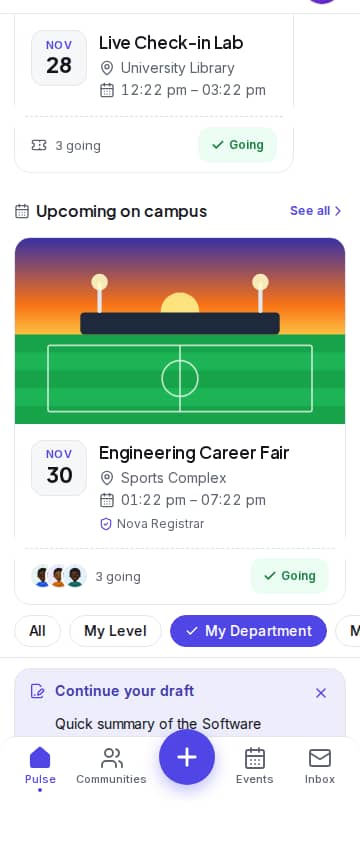 NOV
28
Live Check-in Lab
University Library
12:22 pm – 03:22 pm
3 going
Going
Upcoming on campus
See all
NOV
30
Engineering Career Fair
Sports Complex
01:22 pm – 07:22 pm
Nova Registrar
3 going
Going
All
My Level
My Department
M
Continue your draft
Quick summary of the Software
Pulse
Communities
Events
Inbox